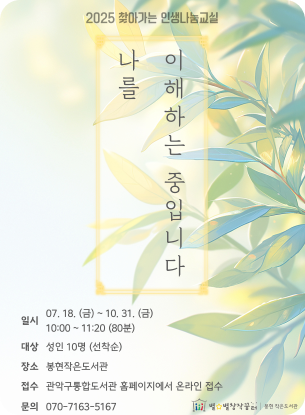 2025 찾아가는 인생나눔교실
나를
이해하는 중입니다
일시 07. 18. (금) ~ 10. 31. (금)
10:00 ~ 11:20 (80분)
대상 성인 10명 (선착순)
장소 봉현작은도서관
접수 관악구통합도서관 홈페이지에서 온라인 접수
문의 070-7163-5167
봉현 작은도서관